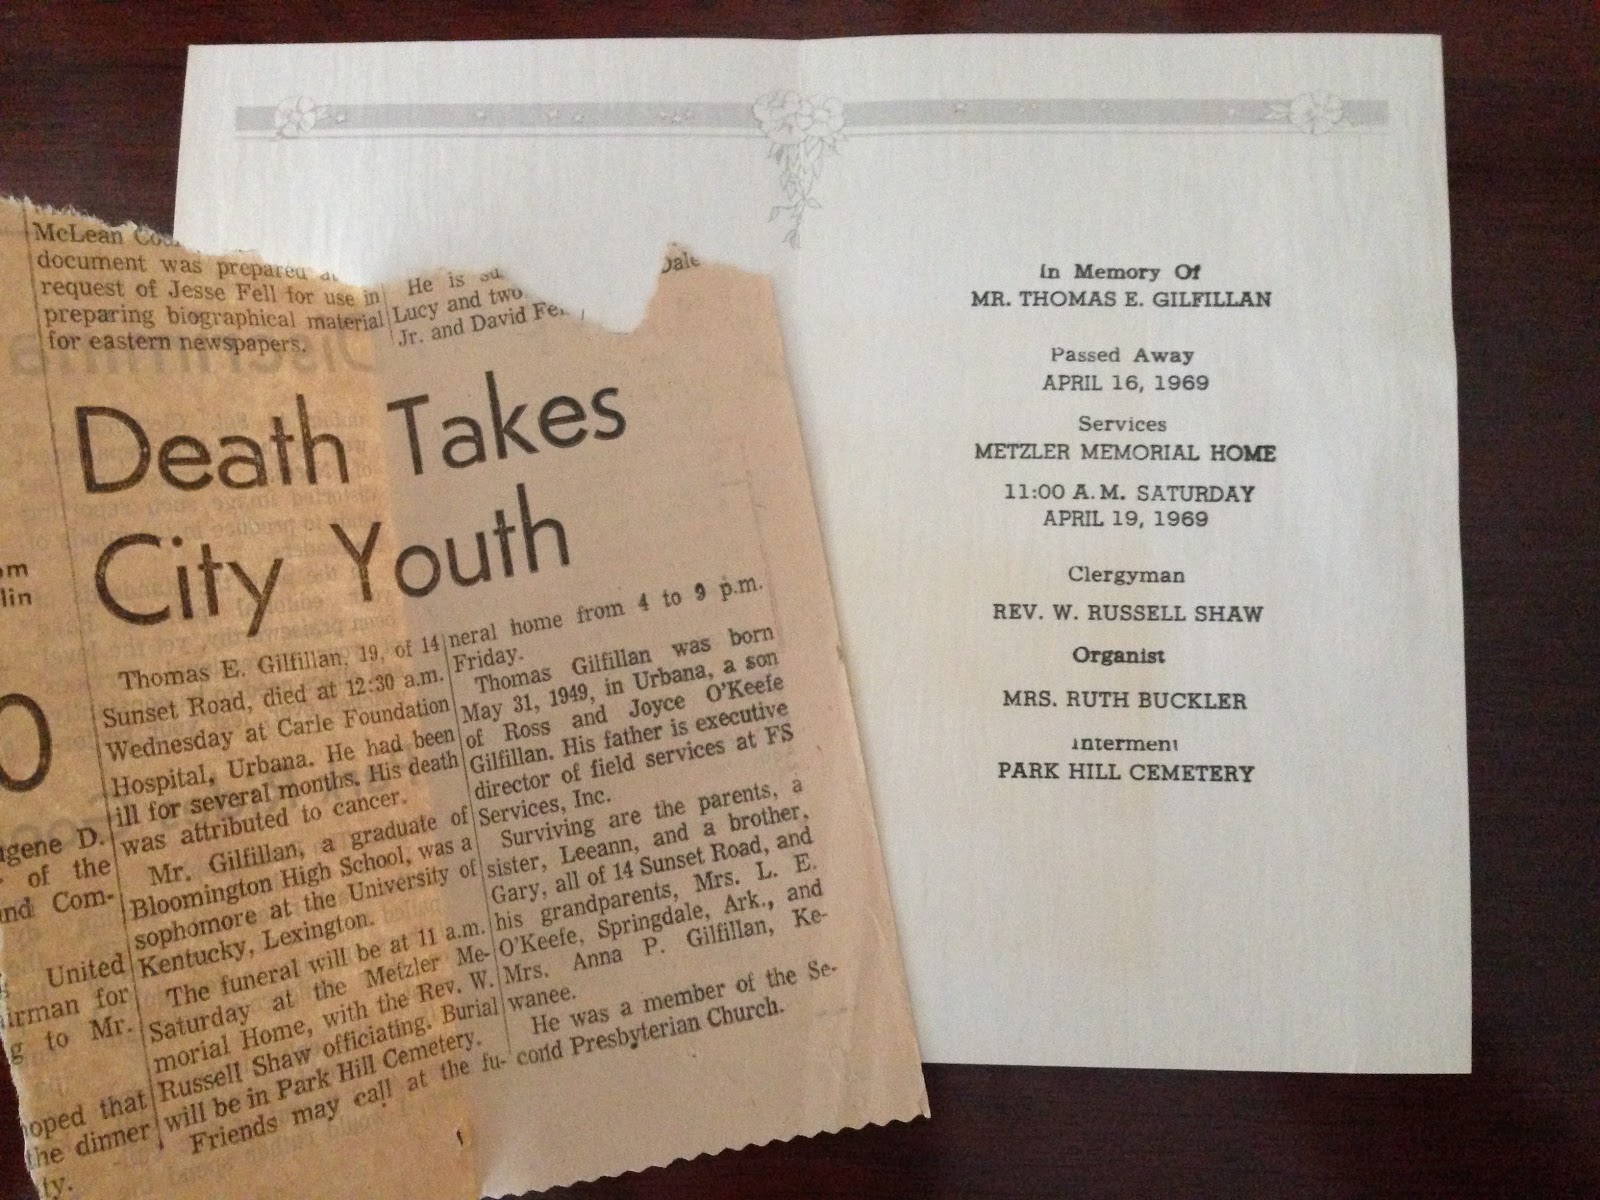 McLean
document was prepared
request of Jesse Fell for use in
preparing biographical material
for eastern newspapers.
He is
Lucy and two
Jr. and David
Dale
Death Takes
City Youth
Thomas E. Gilfillan, 19, of 14
Sunset Road, died at 12:30 a.m.
Wednesday at Carle Foundation
Hospital, Urbana. He had been
ill for several months. His death
was attributed to cancer.
Mr. Gilfillan, a graduate of
Bloomington High School, was a
sophomore at the University of
Kentucky, Lexington.
The funeral will be at 11 a.m.
Saturday at the Metzler Me-
morial Home, with the Rev. W.
Russell Shaw officiating. Burial
will be in Park Hill Cemetery.
Friends may call at the fu-
neral home from 4 to 9 p.m.
Friday.
Thomas Gilfillan was born
May 31, 1949, in Urbana, a son
of Ross and Joyce O'Keefe
Gilfillan. His father is executive
director of field services at FS
Services, Inc.
Surviving are the parents, a
sister, Leeann, and a brother,
Gary, all of 14 Sunset Road, and
his grandparents, Mrs. L. E.
O'Keefe, Springdale, Ark., and
Mrs. Anna P. Gilfillan, Ke-
wanee.
He was a member of the Se-
cond Presbyterian Church.
D.
of the
United
for
to Mr.
that
dinner
In Memory Of
MR. THOMAS E. GILFILLAN
Passed Away
APRIL 16, 1969
Services
METZLER MEMORIAL HOME
11:00 A.M. SATURDAY
APRIL 19, 1969
Clergyman
REV. W. RUSSELL SHAW
Organist
MRS. RUTH BUCKLER
Interment
PARK HILL CEMETERY